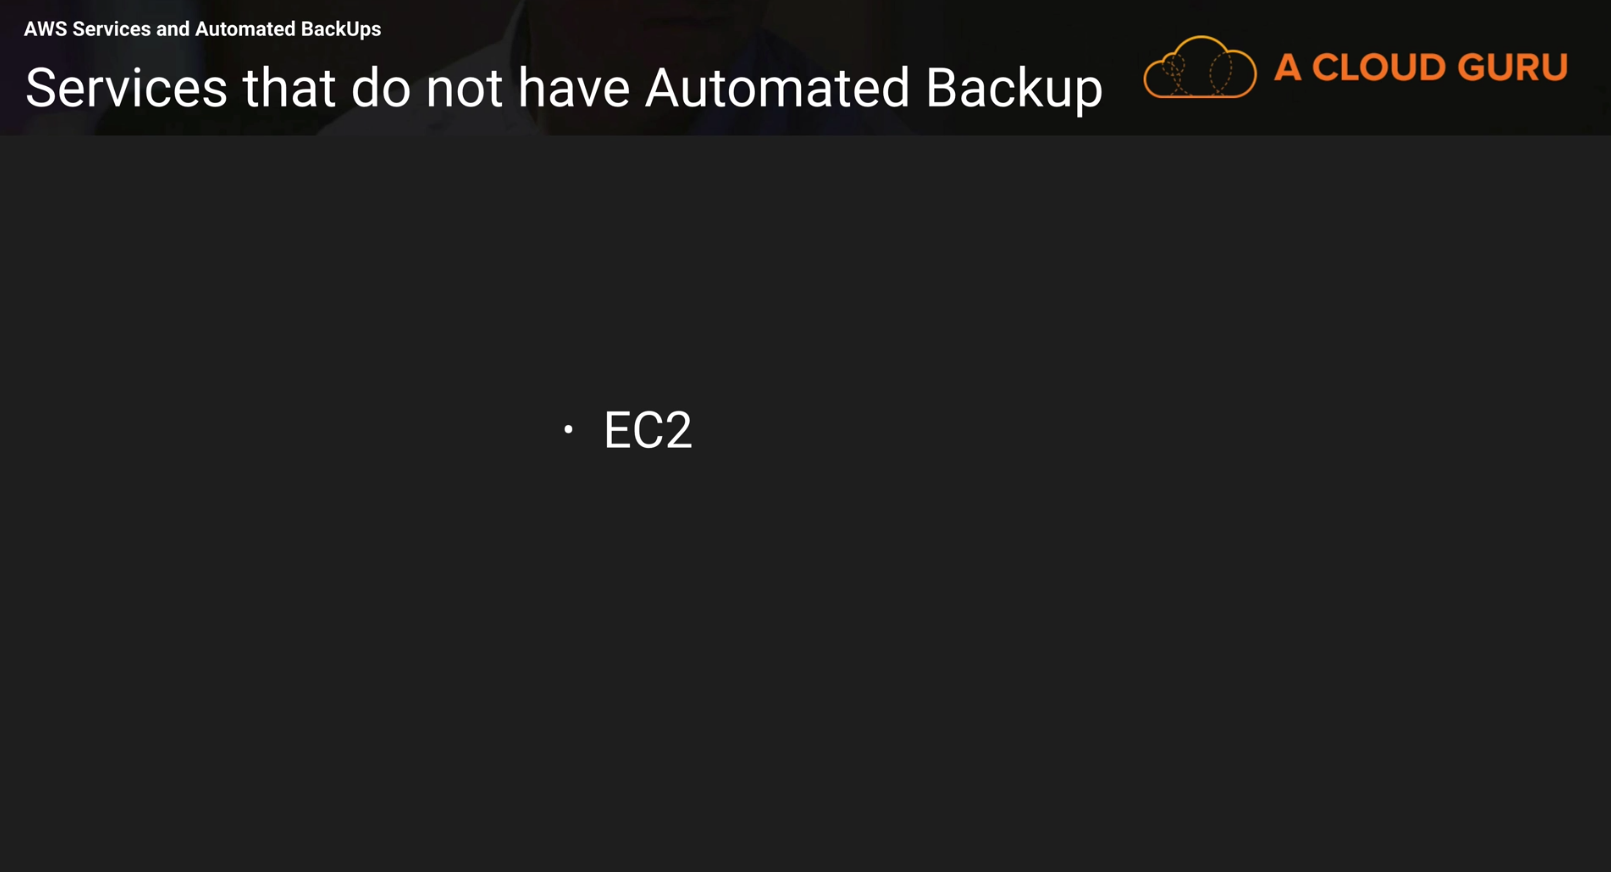 AWS Services and Automated BackUps
Services that do not have Automated Backup
A CLOUD GURU
• EC2